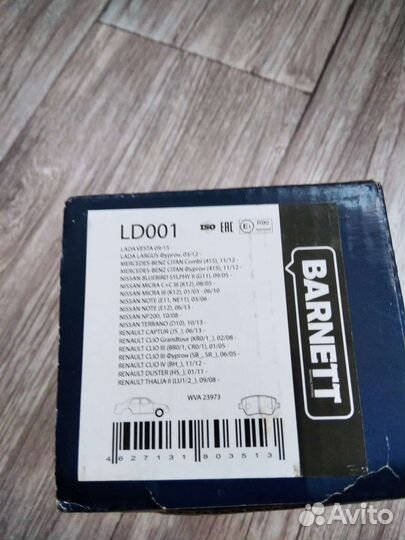 LD001
ISO EAC E1 R90
LADA VESTA 09/15 -
LADA LARGUS Фургон, 03/12 -
MERCEDES-BENZ CITAN Combi (415), 11/12 -
MERCEDES-BENZ CITAN Фургон (415), 11/12 -
NISSAN BLUEBIRD SYLPHY II (G11), 09/05 -
NISSAN MICRA C+C III (K12), 08/05 -
NISSAN MICRA III (K12), 01/03 - 06/10
NISSAN NOTE (E11, NE11), 03/06 -
NISSAN NOTE (E12), 06/13 -
NISSAN NP200, 10/08 -
NISSAN TERRANO (D10), 10/13 -
RENAULT CAPTUR (J5_), 06/13 -
RENAULT CLIO Grandtour (KR0/1_), 02/08 -
RENAULT CLIO III (BR0/1, CR0/1), 01/05 -
RENAULT CLIO III Фургон (SB_, SR_), 06/05 -
RENAULT CLIO IV (BH_), 11/12 -
RENAULT DUSTER (HS_), 01/11 -
RENAULT THALIA II (LU1/2_), 09/08 -
WVA 23973
4 627131 803513
BARNETT
Avito